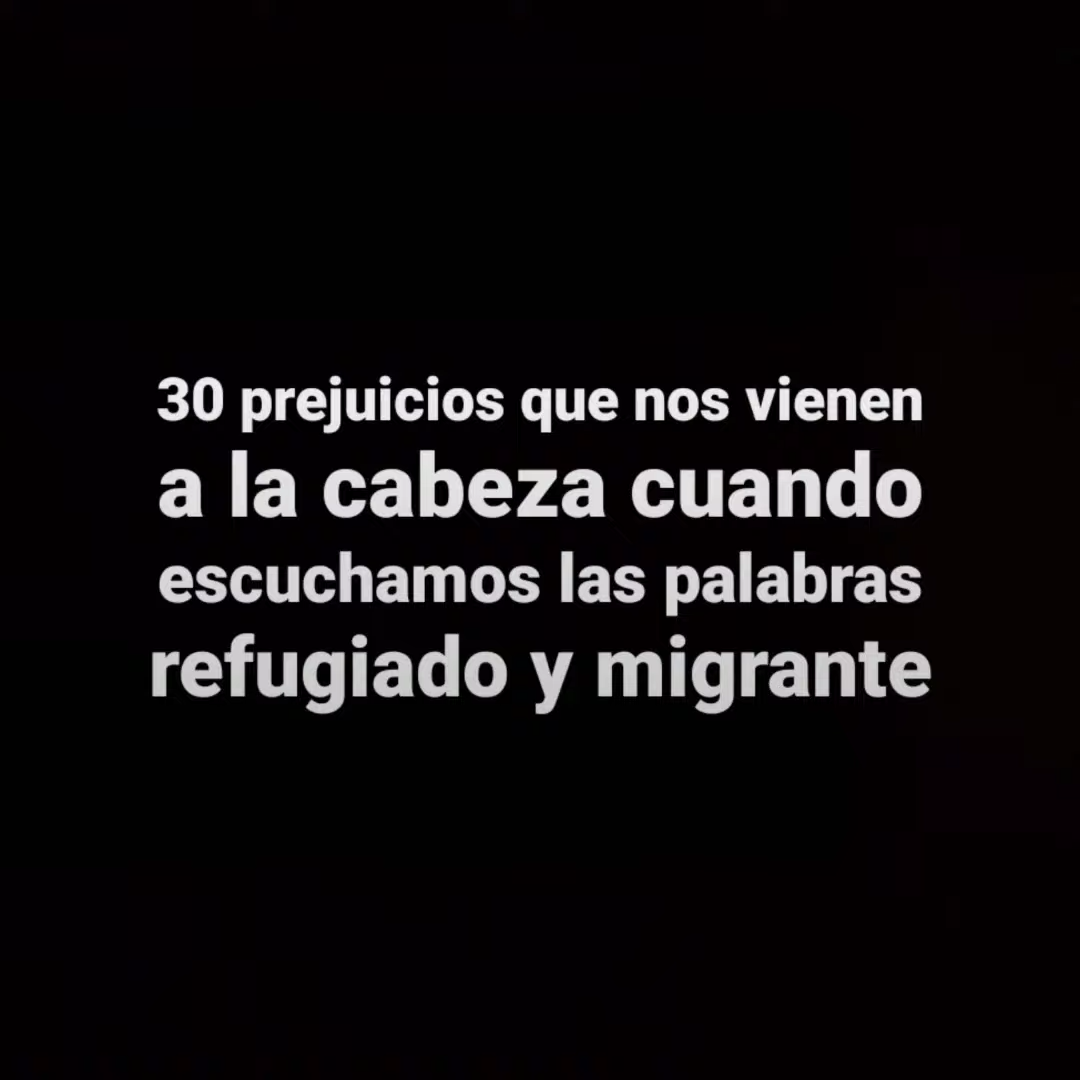 30 prejuicios que nos vienen
a la cabeza cuando
escuchamos las palabras
refugiado y migrante